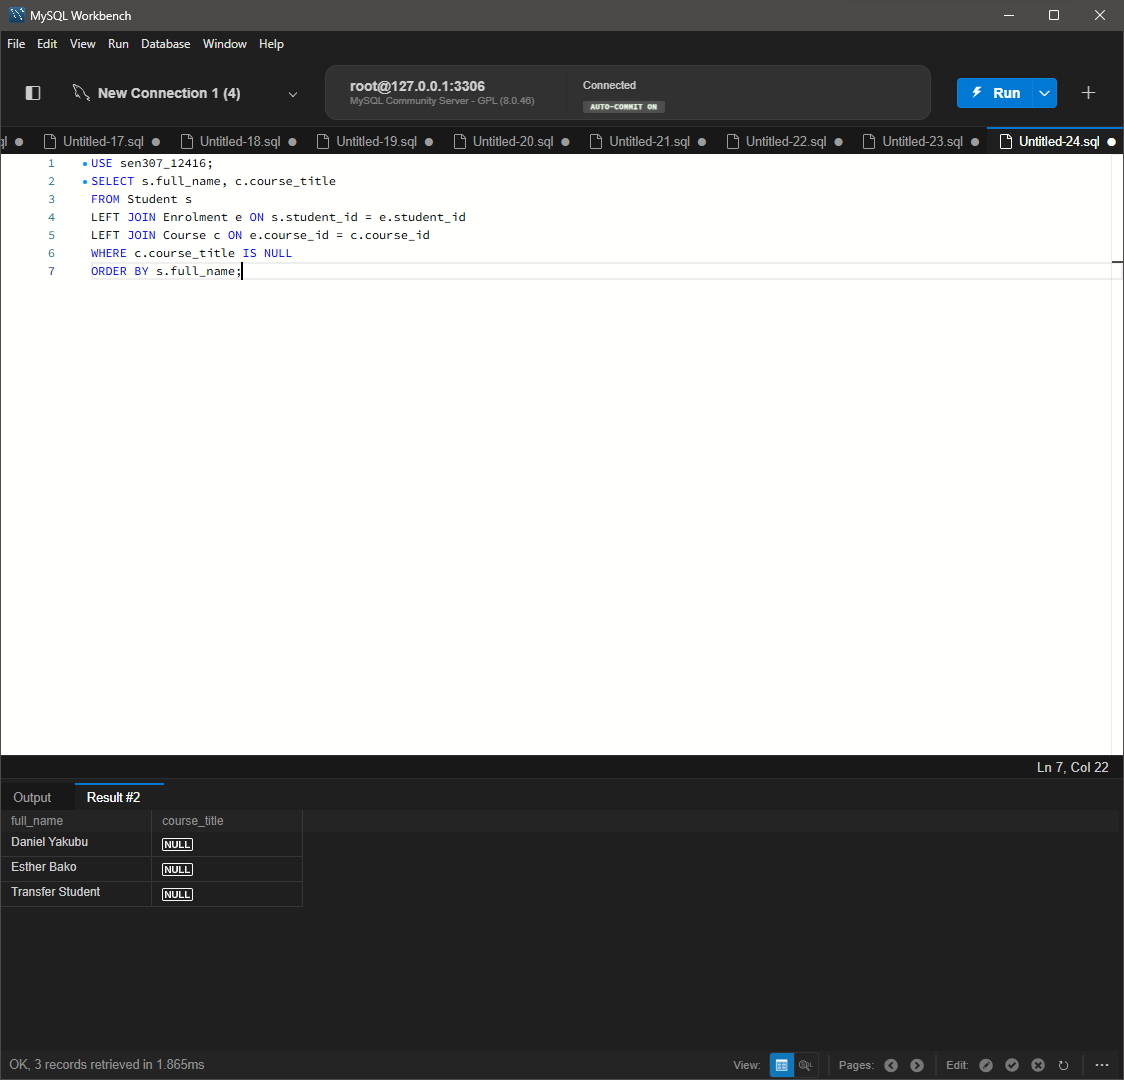 MySQL Workbench
File Edit View Run Database Window Help
New Connection 1 (4)
root@127.0.0.1:3306
MySQL Community Server - GPL (8.0.46)
Connected
AUTO-COMMIT ON
Run
ql Untitled-17.sql Untitled-18.sql Untitled-19.sql Untitled-20.sql Untitled-21.sql Untitled-22.sql Untitled-23.sql Untitled-24.sql
1 USE sen307_12416;
2 SELECT s.full_name, c.course_title
3 FROM Student s
4 LEFT JOIN Enrolment e ON s.student_id = e.student_id
5 LEFT JOIN Course c ON e.course_id = c.course_id
6 WHERE c.course_title IS NULL
7 ORDER BY s.full_name;
Ln 7, Col 22
Output Result #2
full_name course_title
Daniel Yakubu NULL
Esther Bako NULL
Transfer Student NULL
OK, 3 records retrieved in 1.865ms View: Pages: Edit: